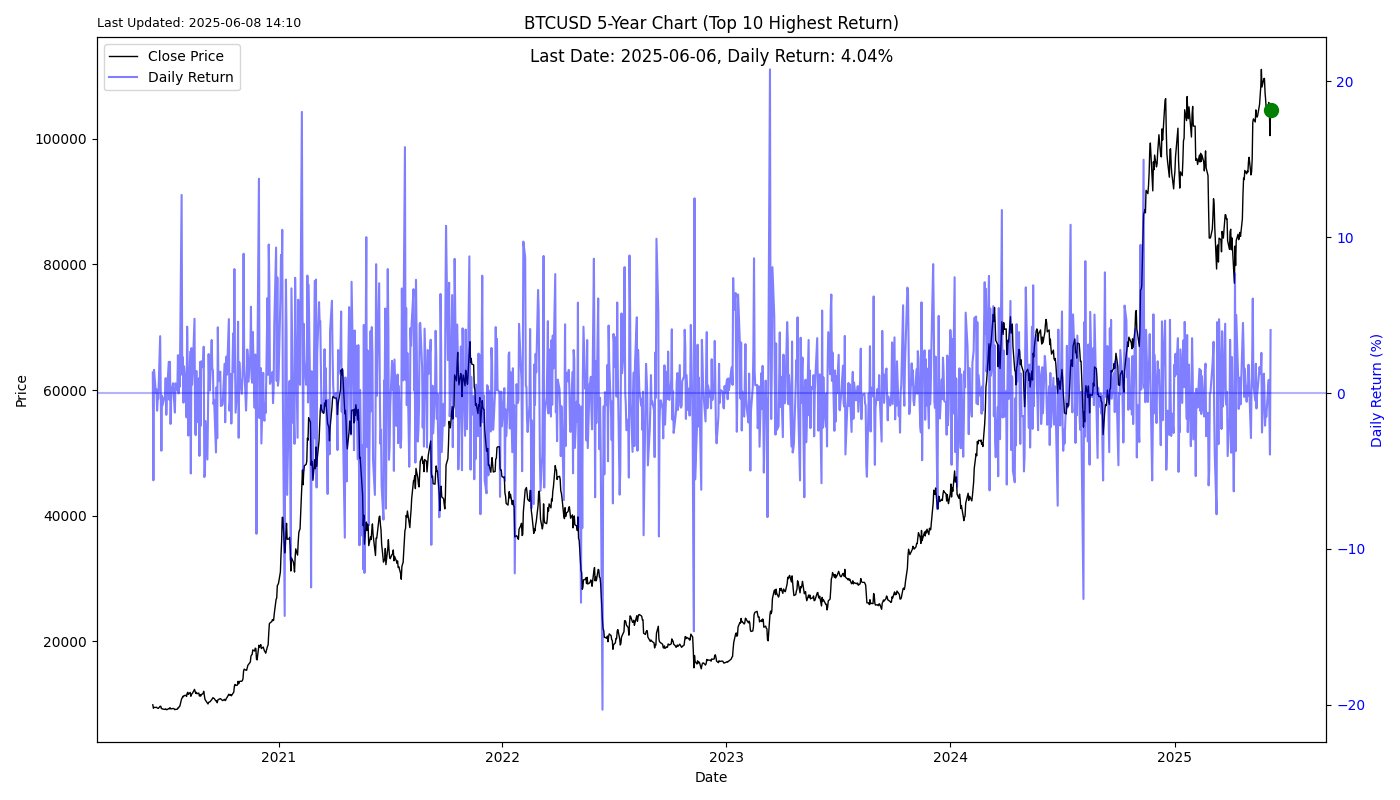 Last Updated: 2025-06-08 14:10
BTCUSD 5-Year Chart (Top 10 Highest Return)
Last Date: 2025-06-06, Daily Return: 4.04%
Close Price
Daily Return
100000
80000
60000
40000
20000
Price
20
10
0
−10
−20
Daily Return (%)
2021
2022
2023
2024
2025
Date